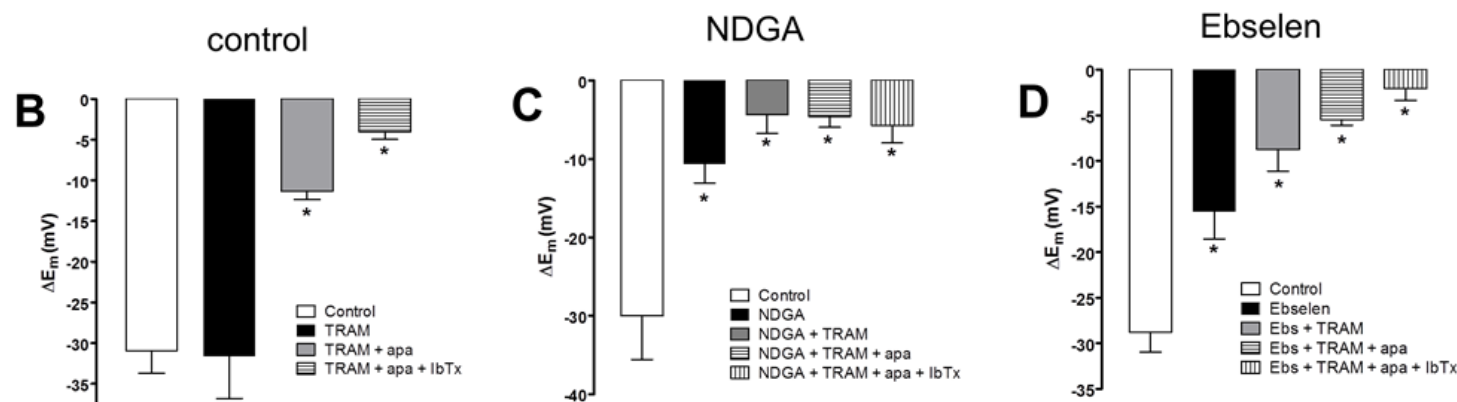 control
B
0
-5
-10
-15
-20
-25
-30
-35
ΔEm (mV)
*
*
Control
TRAM
TRAM + apa
TRAM + apa + IbTx
NDGA
C
0
-10
-20
-30
-40
ΔEm (mV)
*
*
*
*
Control
NDGA
NDGA + TRAM
NDGA + TRAM + apa
NDGA + TRAM + apa + IbTx
Ebselen
D
0
-5
-10
-15
-20
-25
-30
-35
ΔEm (mV)
*
*
*
*
Control
Ebselen
Ebs + TRAM
Ebs + TRAM + apa
Ebs + TRAM + apa + IbTx